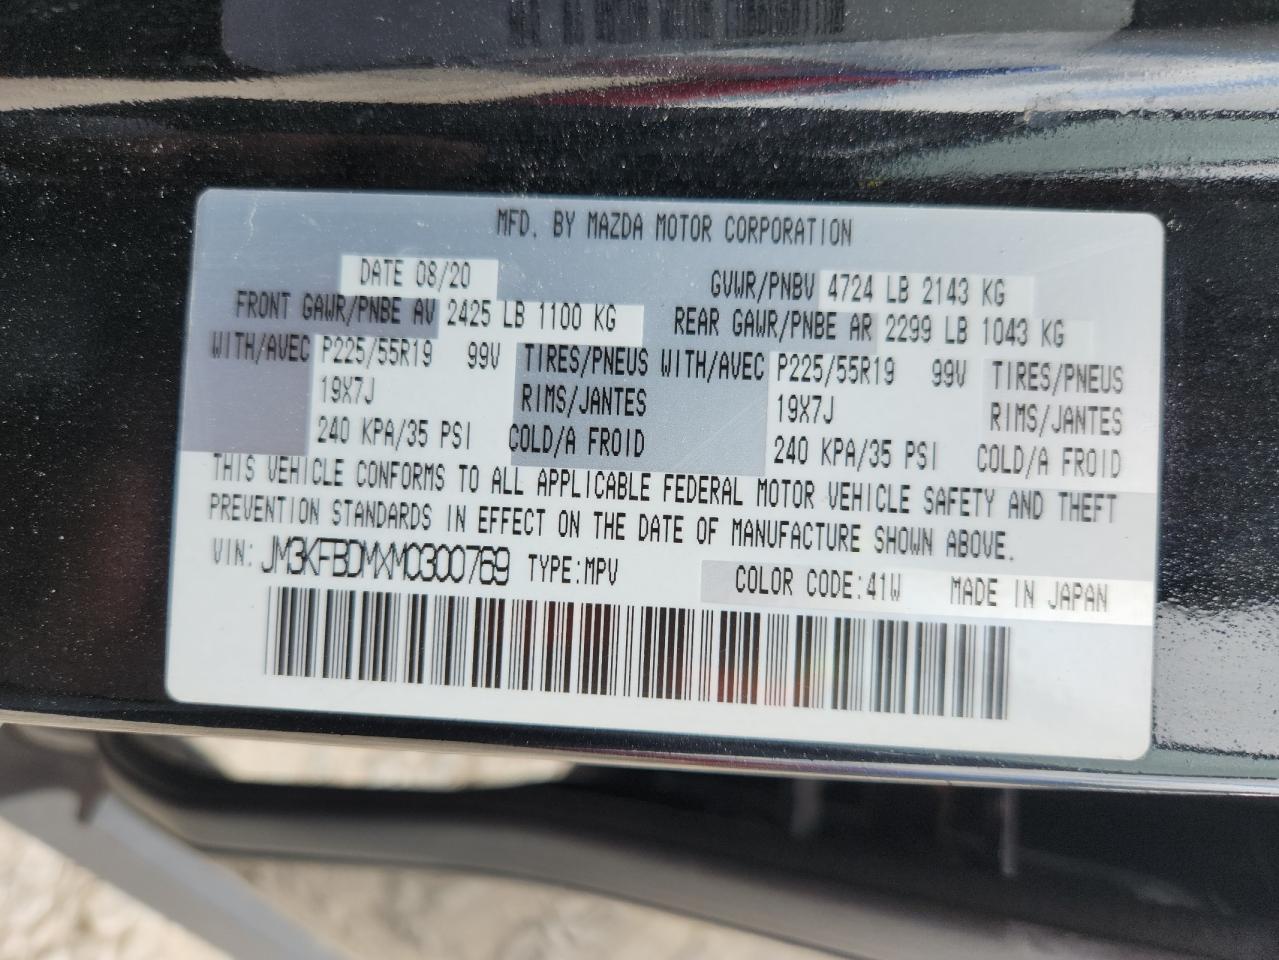 MFD. BY MAZDA MOTOR CORPORATION
DATE 08/20 GVWR/PNBV 4724 LB 2143 KG
FRONT GAWR/PNBE AV 2425 LB 1100 KG REAR GAWR/PNBE AR 2299 LB 1043 KG
WITH/AVEC P225/55R19 99V TIRES/PNEUS WITH/AVEC P225/55R19 99V TIRES/PNEUS
19X7J RIMS/JANTES 19X7J RIMS/JANTES
240 KPA/35 PSI COLD/A FROID 240 KPA/35 PSI COLD/A FROID
THIS VEHICLE CONFORMS TO ALL APPLICABLE FEDERAL MOTOR VEHICLE SAFETY AND THEFT
PREVENTION STANDARDS IN EFFECT ON THE DATE OF MANUFACTURE SHOWN ABOVE.
VIN: JM3KFBDMXM0300769 TYPE:MPV COLOR CODE:41W MADE IN JAPAN